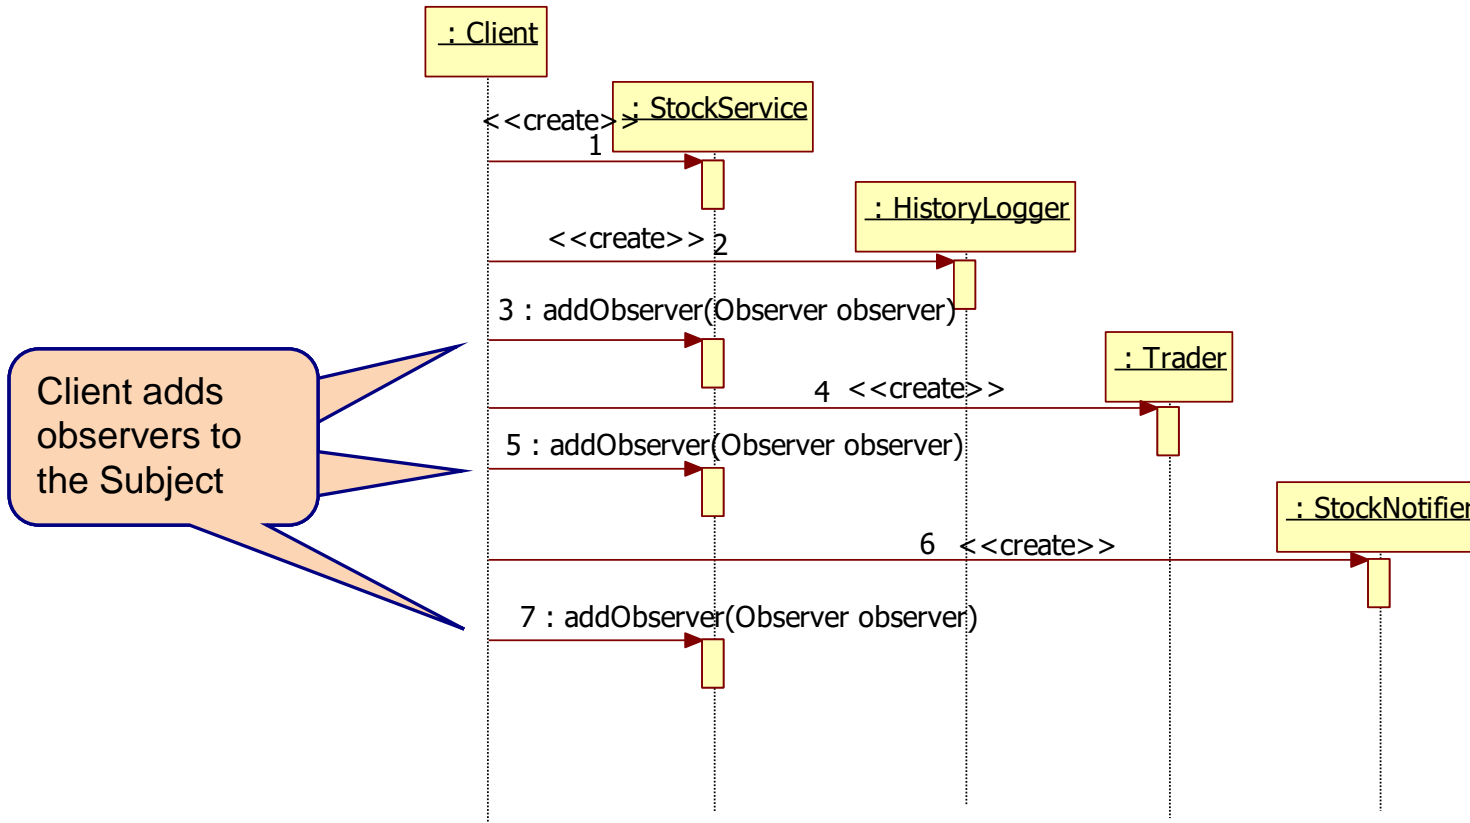 : Client
: StockService
<<create>>
1
: HistoryLogger
<<create>> 2
3 : addObserver(Observer observer)
: Trader
4 <<create>>
Client adds
observers to
the Subject
5 : addObserver(Observer observer)
: StockNotifier
6 <<create>>
7 : addObserver(Observer observer)